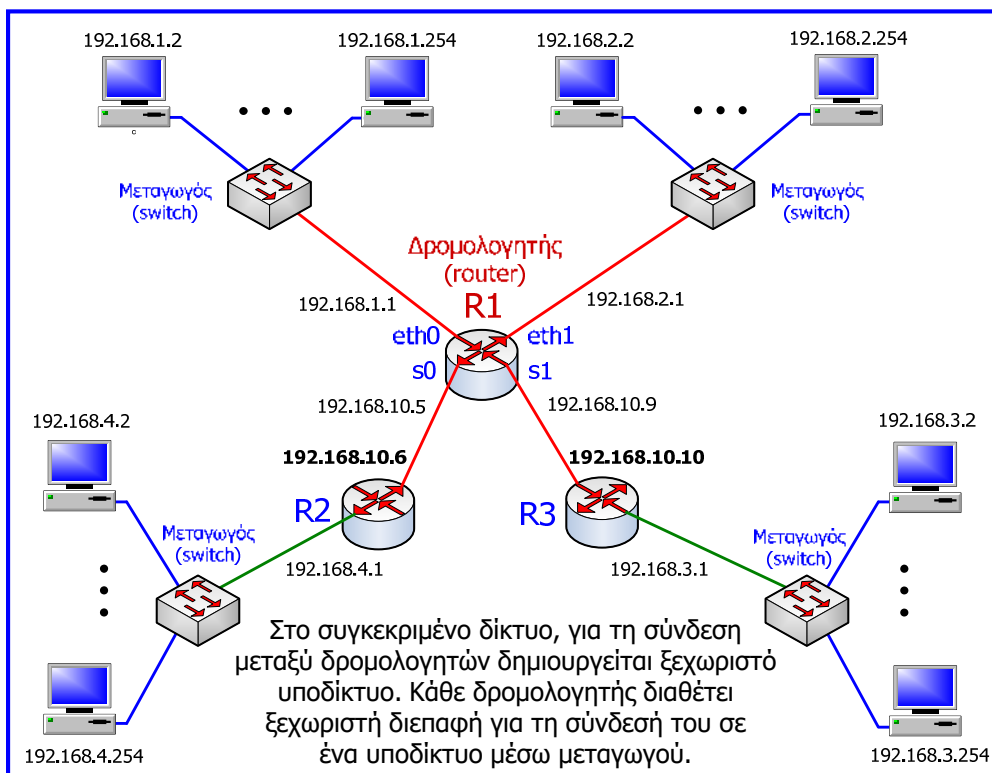 192.168.1.2
192.168.1.254
192.168.2.2
192.168.2.254
c
Μεταγωγός
(switch)
Μεταγωγός
(switch)
Δρομολογητής
(router)
R1
192.168.1.1
192.168.2.1
eth0
eth1
s0
s1
192.168.10.5
192.168.10.9
192.168.4.2
192.168.3.2
192.168.10.6
192.168.10.10
R2
R3
Μεταγωγός
(switch)
Μεταγωγός
(switch)
192.168.4.1
192.168.3.1
Στο συγκεκριμένο δίκτυο, για τη σύνδεση
μεταξύ δρομολογητών δημιουργείται ξεχωριστό
υποδίκτυο. Κάθε δρομολογητής διαθέτει
ξεχωριστή διεπαφή για τη σύνδεσή του σε
ένα υποδίκτυο μέσω μεταγωγού.
192.168.4.254
192.168.3.254